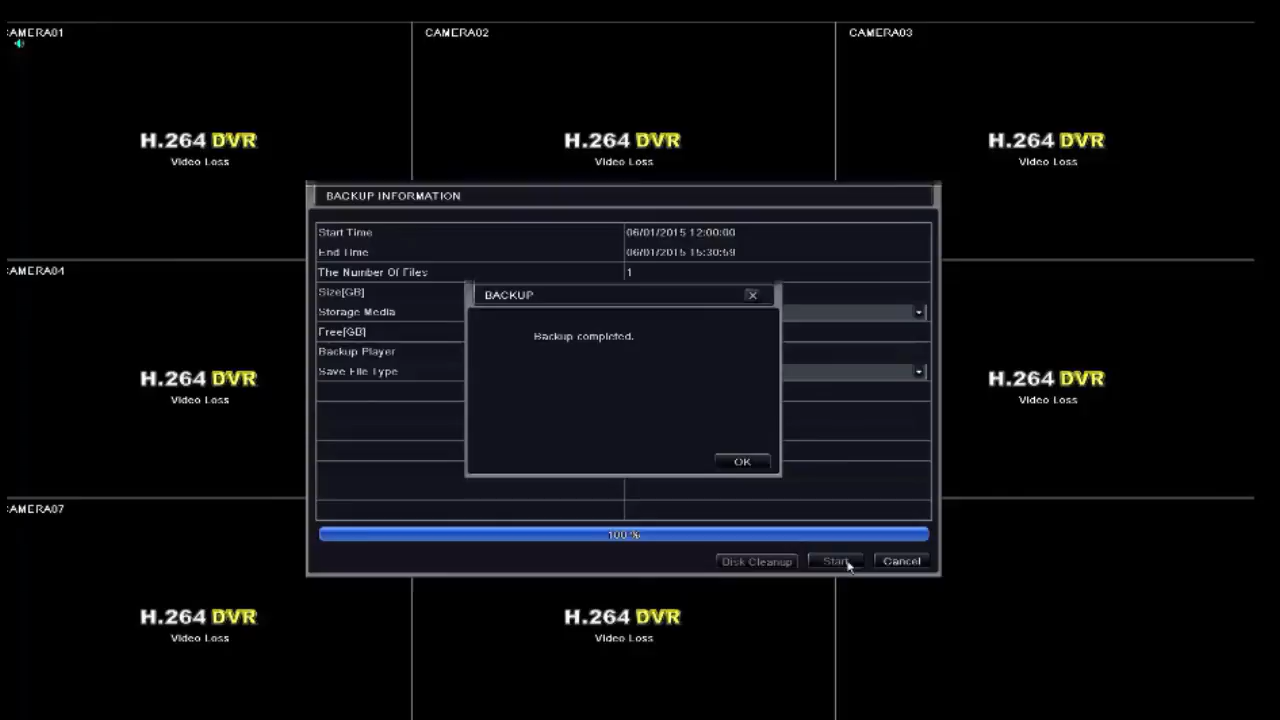 CAMERA01
CAMERA02
CAMERA03
H.264 DVR
Video Loss
H.264 DVR
Video Loss
H.264 DVR
Video Loss
BACKUP INFORMATION
Start Time 06/01/2015 12:00:00
End Time 06/01/2015 15:30:59
The Number Of Files 1
CAMERA04
Size[GB]
Storage Media
Free[GB]
Backup Player
Save File Type
BACKUP
Backup completed.
OK
H.264 DVR
Video Loss
H.264 DVR
Video Loss
CAMERA07
100 %
Disk Cleanup
Start
Cancel
H.264 DVR
Video Loss
H.264 DVR
Video Loss